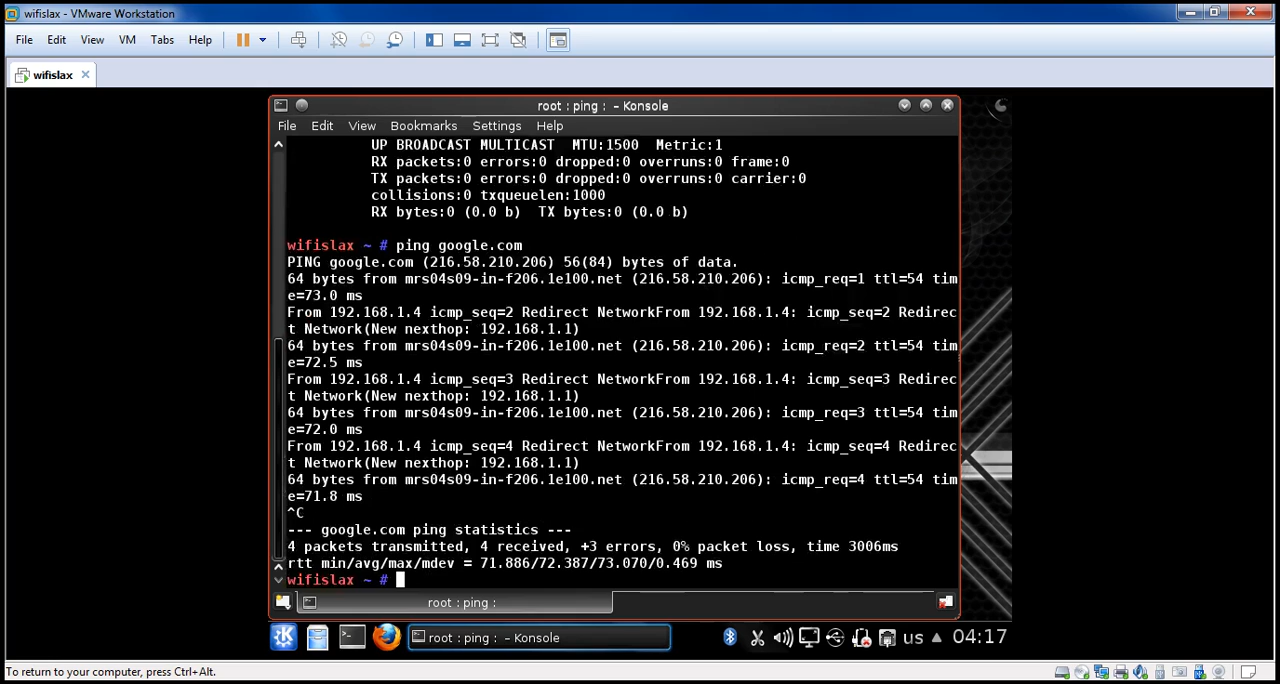 wifislax - VMware Workstation
File Edit View VM Tabs Help
wifislax
root : ping : – Konsole
File Edit View Bookmarks Settings Help
UP BROADCAST MULTICAST  MTU:1500  Metric:1
RX packets:0 errors:0 dropped:0 overruns:0 frame:0
TX packets:0 errors:0 dropped:0 overruns:0 carrier:0
collisions:0 txqueuelen:1000
RX bytes:0 (0.0 b)  TX bytes:0 (0.0 b)
wifislax ~ # ping google.com
PING google.com (216.58.210.206) 56(84) bytes of data.
64 bytes from mrs04s09-in-f206.1e100.net (216.58.210.206): icmp_req=1 ttl=54 tim
e=73.0 ms
From 192.168.1.4 icmp_seq=2 Redirect NetworkFrom 192.168.1.4: icmp_seq=2 Redirec
t Network(New nexthop: 192.168.1.1)
64 bytes from mrs04s09-in-f206.1e100.net (216.58.210.206): icmp_req=2 ttl=54 tim
e=72.5 ms
From 192.168.1.4 icmp_seq=3 Redirect NetworkFrom 192.168.1.4: icmp_seq=3 Redirec
t Network(New nexthop: 192.168.1.1)
64 bytes from mrs04s09-in-f206.1e100.net (216.58.210.206): icmp_req=3 ttl=54 tim
e=72.0 ms
From 192.168.1.4 icmp_seq=4 Redirect NetworkFrom 192.168.1.4: icmp_seq=4 Redirec
t Network(New nexthop: 192.168.1.1)
64 bytes from mrs04s09-in-f206.1e100.net (216.58.210.206): icmp_req=4 ttl=54 tim
e=71.8 ms
^C
--- google.com ping statistics ---
4 packets transmitted, 4 received, +3 errors, 0% packet loss, time 3006ms
rtt min/avg/max/mdev = 71.886/72.387/73.070/0.469 ms
wifislax ~ #
root : ping :
root : ping : – Konsole us 04:17
To return to your computer, press Ctrl+Alt.